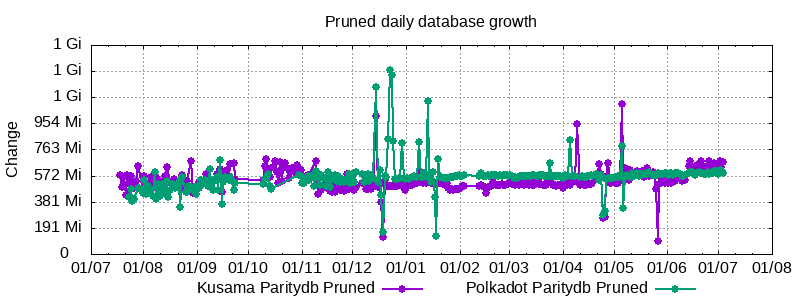 Pruned daily database growth
1 Gi
1 Gi
1 Gi
954 Mi
763 Mi
572 Mi
381 Mi
191 Mi
0
Change
01/07 01/08 01/09 01/10 01/11 01/12 01/01 01/02 01/03 01/04 01/05 01/06 01/07 01/08
Kusama Paritydb Pruned Polkadot Paritydb Pruned